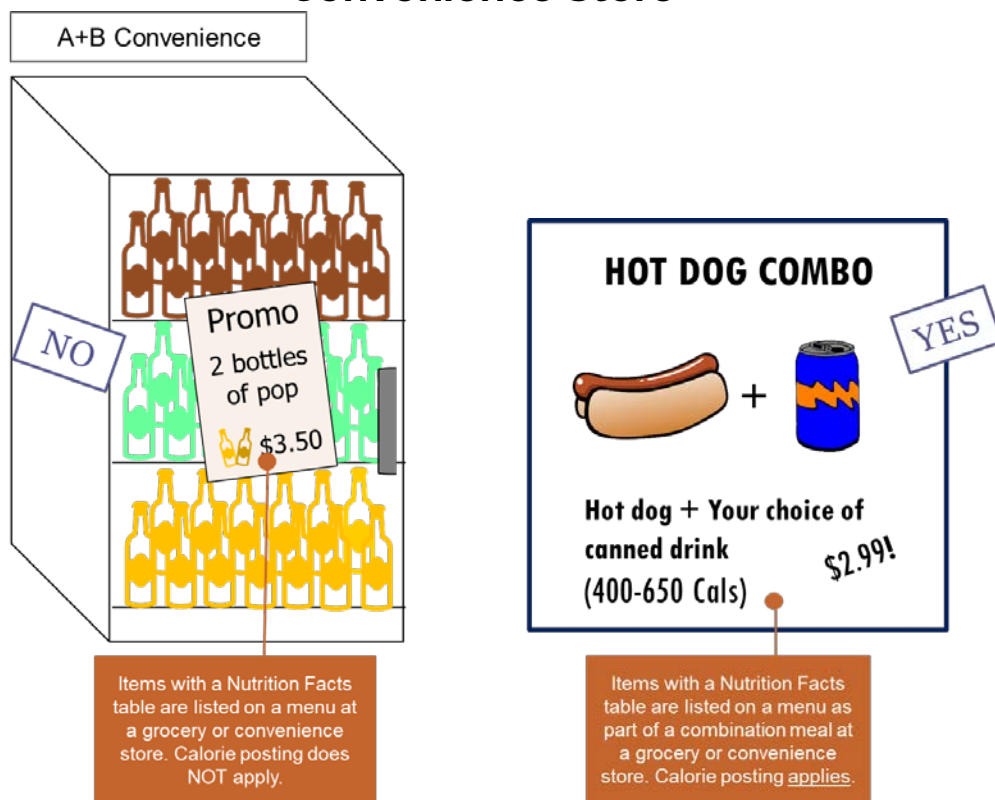 Convenience Store
A+B Convenience
NO
Promo
2 bottles
of pop
$3.50
Items with a Nutrition Facts
table are listed on a menu at
a grocery or convenience
store. Calorie posting does
NOT apply.
HOT DOG COMBO
YES
+
Hot dog + Your choice of
canned drink
(400-650 Cals)
$2.99!
Items with a Nutrition Facts
table are listed on a menu as
part of a combination meal at
a grocery or convenience
store. Calorie posting applies.